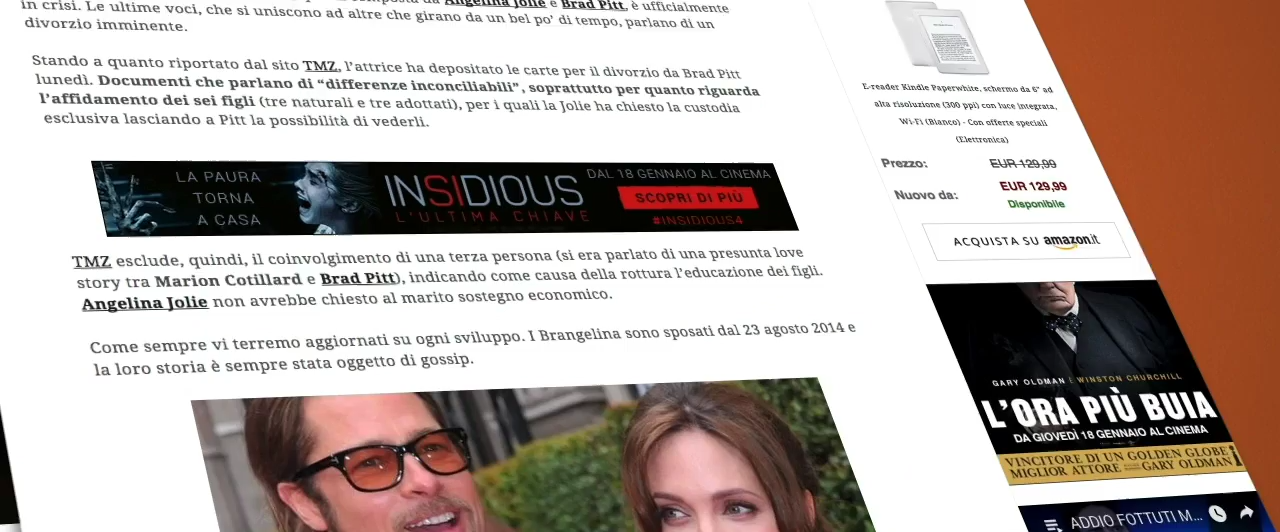 in crisi. Le ultime voci, che si uniscono ad altre che girano da un bel po' di tempo, parlano di un
Angelina Jolie e Brad Pitt, è ufficialmente
divorzio imminente.
Stando a quanto riportato dal sito TMZ, l'attrice ha depositato le carte per il divorzio da Brad Pitt
lunedì. Documenti che parlano di "differenze inconciliabili", soprattutto per quanto riguarda
l'affidamento dei sei figli (tre naturali e tre adottati), per i quali la Jolie ha chiesto la custodia
esclusiva lasciando a Pitt la possibilità di vederli.
LA PAURA
TORNA
A CASA
INSIDIOUS
L'ULTIMA CHIAVE
DAL 18 GENNAIO AL CINEMA
SCOPRI DI PIÙ
#INSIDIOUS4
TMZ esclude, quindi, il coinvolgimento di una terza persona (si era parlato di una presunta love
story tra Marion Cotillard e Brad Pitt), indicando come causa della rottura l'educazione dei figli.
Angelina Jolie non avrebbe chiesto al marito sostegno economico.
Come sempre vi terremo aggiornati su ogni sviluppo. I Brangelina sono sposati dal 23 agosto 2014 e
la loro storia è sempre stata oggetto di gossip.
E-reader Kindle Paperwhite, schermo da 6" ad
alta risoluzione (300 ppi) con luce integrata,
Wi-Fi (Bianco) - Con offerte speciali
(Elettronica)
Prezzo: EUR 129,99
Nuovo da: EUR 129,99
Disponibile
ACQUISTA SU amazon.it
GARY OLDMAN È WINSTON CHURCHILL
L'ORA PIÙ BUIA
DA GIOVEDÌ 18 GENNAIO AL CINEMA
VINCITORE DI UN GOLDEN GLOBE
MIGLIOR ATTORE GARY OLDMAN
ADDIO FOTTUTI M...